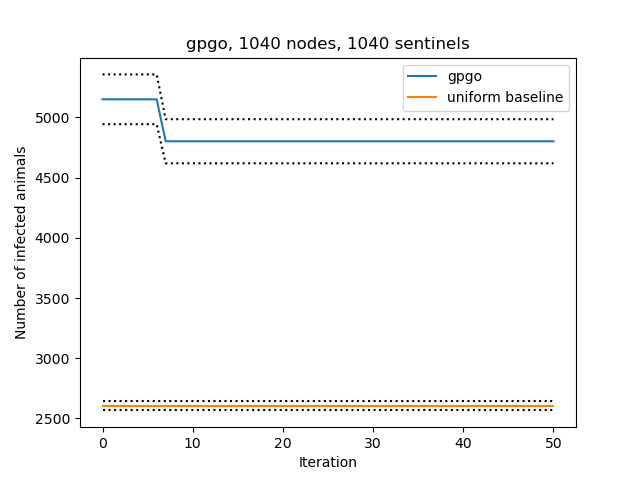 gpgo, 1040 nodes, 1040 sentinels
gpgo
uniform baseline
Number of infected animals
5000
4500
4000
3500
3000
2500
0 10 20 30 40 50
Iteration